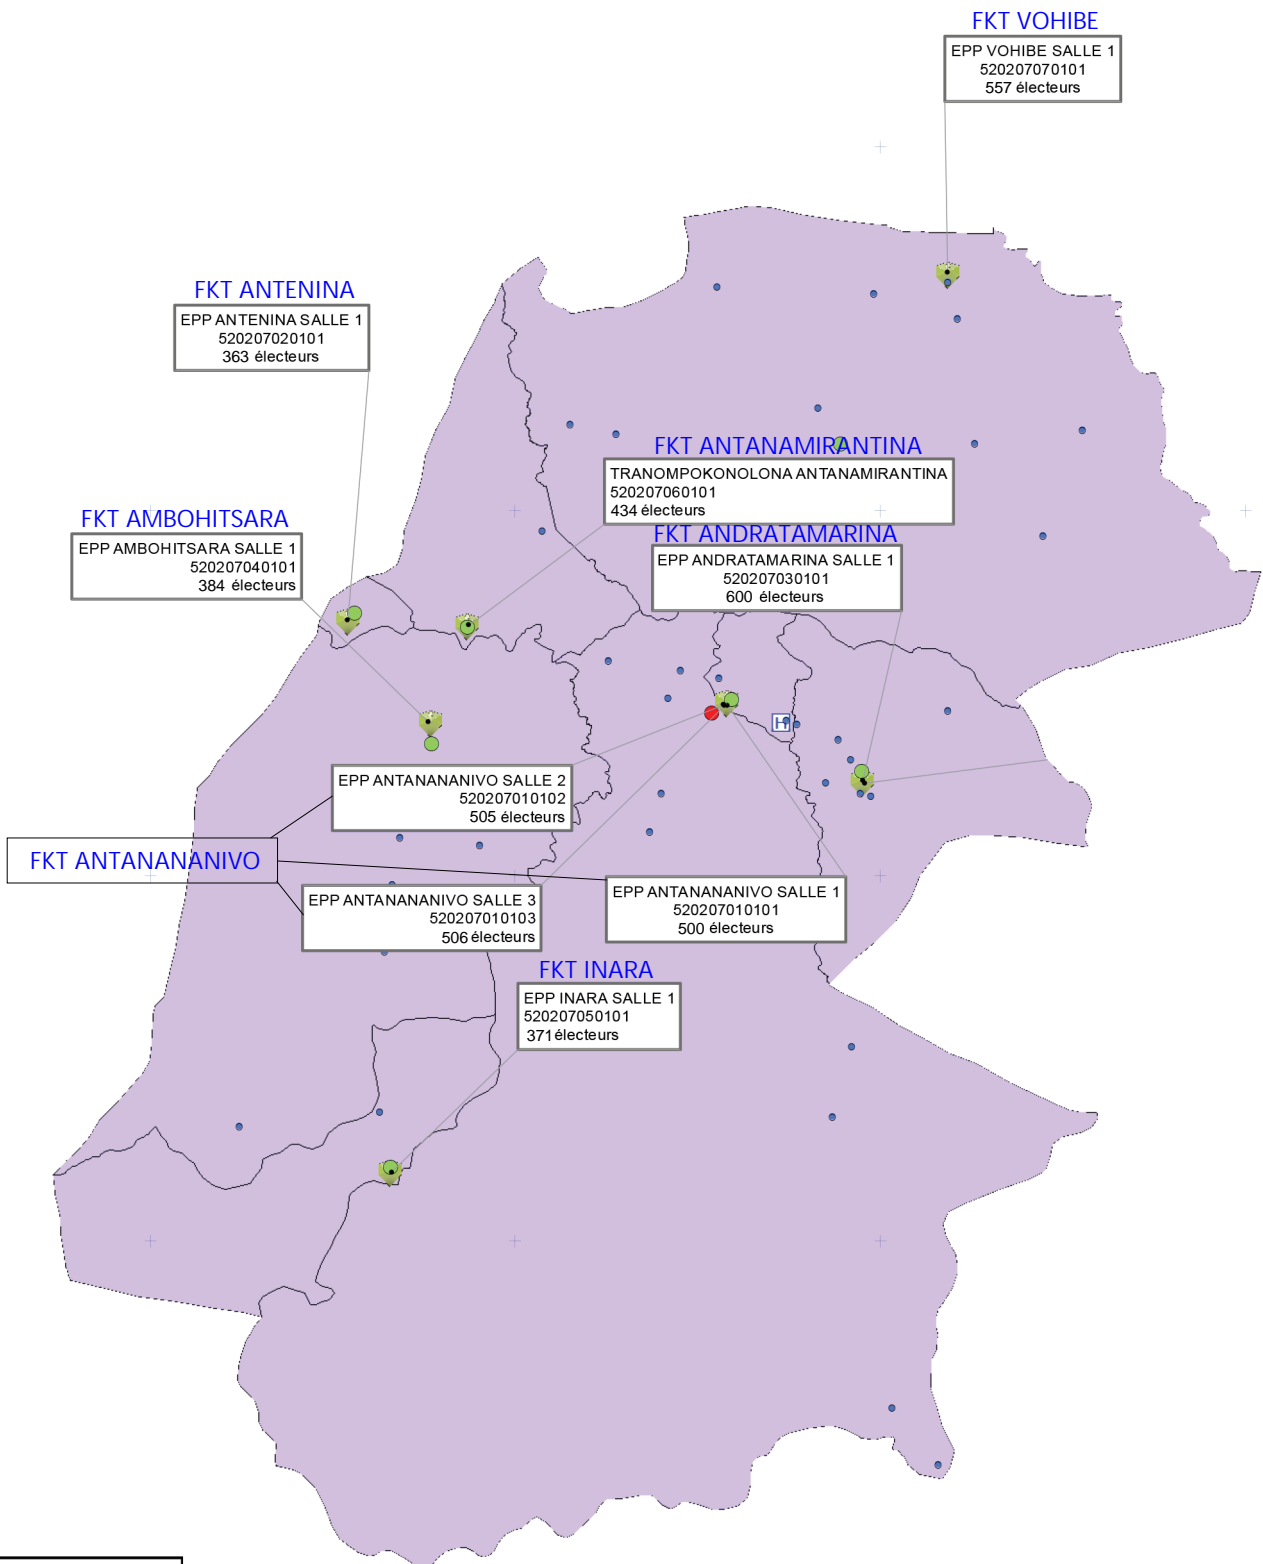 FKT VOHIBE
EPP VOHIBE SALLE 1
520207070101
557 électeurs
FKT ANTENINA
EPP ANTENINA SALLE 1
520207020101
363 électeurs
FKT ANTANAMIRANTINA
TRANOMPOKONOLONA ANTANAMIRANTINA
520207060101
434 électeurs
FKT AMBOHITSARA
EPP AMBOHITSARA SALLE 1
520207040101
384 électeurs
FKT ANDRATAMARINA
EPP ANDRATAMARINA SALLE 1
520207030101
600 électeurs
H
EPP ANTANANANIVO SALLE 2
520207010102
505 électeurs
FKT ANTANANANIVO
EPP ANTANANANIVO SALLE 3
520207010103
506 électeurs
EPP ANTANANANIVO SALLE 1
520207010101
500 électeurs
FKT INARA
EPP INARA SALLE 1
520207050101
371 électeurs